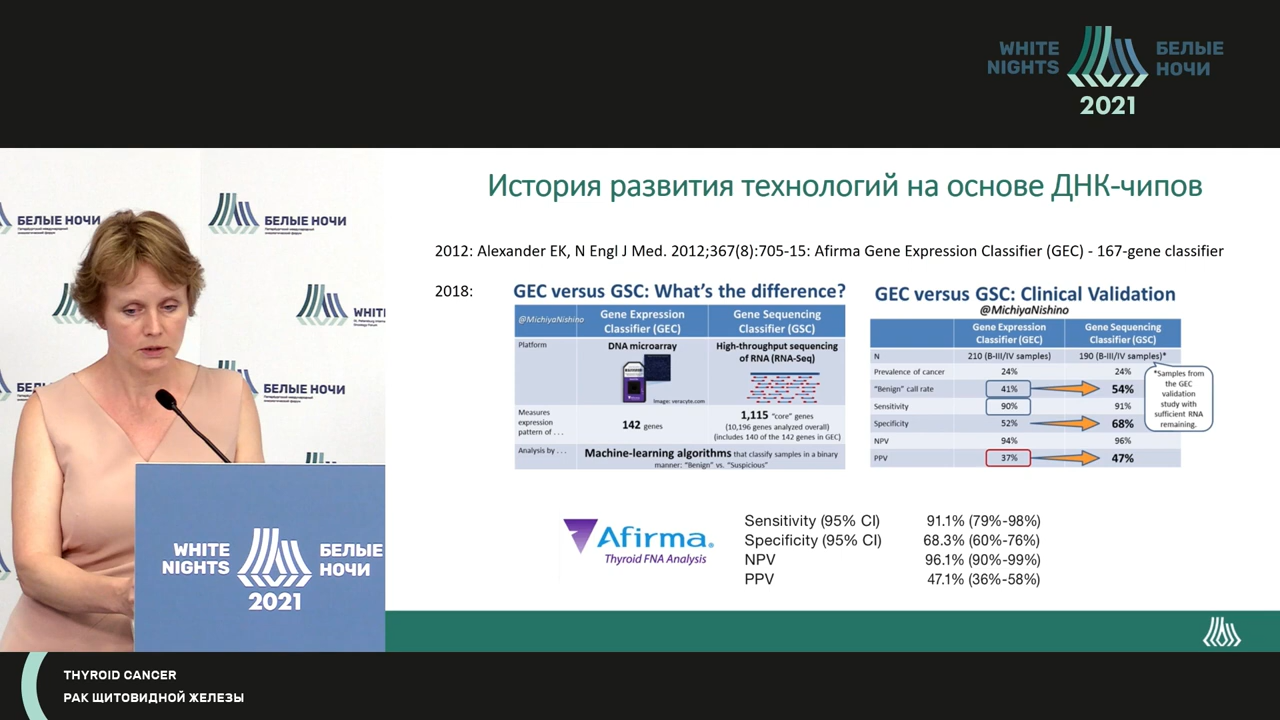 WHITE
NIGHTS
БЕЛЫЕ
НОЧИ
2021
БЕЛЫЕ НОЧИ
БЕЛЫЕ НОЧИ
WHITE
БЕЛЫЕ НОЧИ
WHITE
NIGHTS
БЕЛЫЕ
НОЧИ
2021
История развития технологий на основе ДНК-чипов
2012: Alexander EK, N Engl J Med. 2012;367(8):705-15: Afirma Gene Expression Classifier (GEC) - 167-gene classifier
2018:
GEC versus GSC: What's the difference?
@MichiyaNishino
Gene Expression
Classifier (GEC)
Gene Sequencing
Classifier (GSC)
Platform
DNA microarray
Image: veracyte.com
High-throughput sequencing
of RNA (RNA-Seq)
Measures
expression
pattern of . . .
142 genes
1,115 "core" genes
(10,196 genes analyzed overall)
(includes 140 of the 142 genes in GEC)
Analysis by . . .
Machine-learning algorithms that classify samples in a binary
manner: "Benign" vs. "Suspicious"
GEC versus GSC: Clinical Validation
@MichiyaNishino
Gene Expression
Classifier (GEC)
Gene Sequencing
Classifier (GSC)
N 210 (B-III/IV samples) 190 (B-III/IV samples)*
Prevalence of cancer 24% 24%
"Benign" call rate 41% 54%
Sensitivity 90% 91%
Specificity 52% 68%
NPV 94% 96%
PPV 37% 47%
*Samples from
the GEC
validation
study with
sufficient RNA
remaining.
Afirma.
Thyroid FNA Analysis
Sensitivity (95% CI) 91.1% (79%-98%)
Specificity (95% CI) 68.3% (60%-76%)
NPV 96.1% (90%-99%)
PPV 47.1% (36%-58%)
THYROID CANCER
РАК ЩИТОВИДНОЙ ЖЕЛЕЗЫ